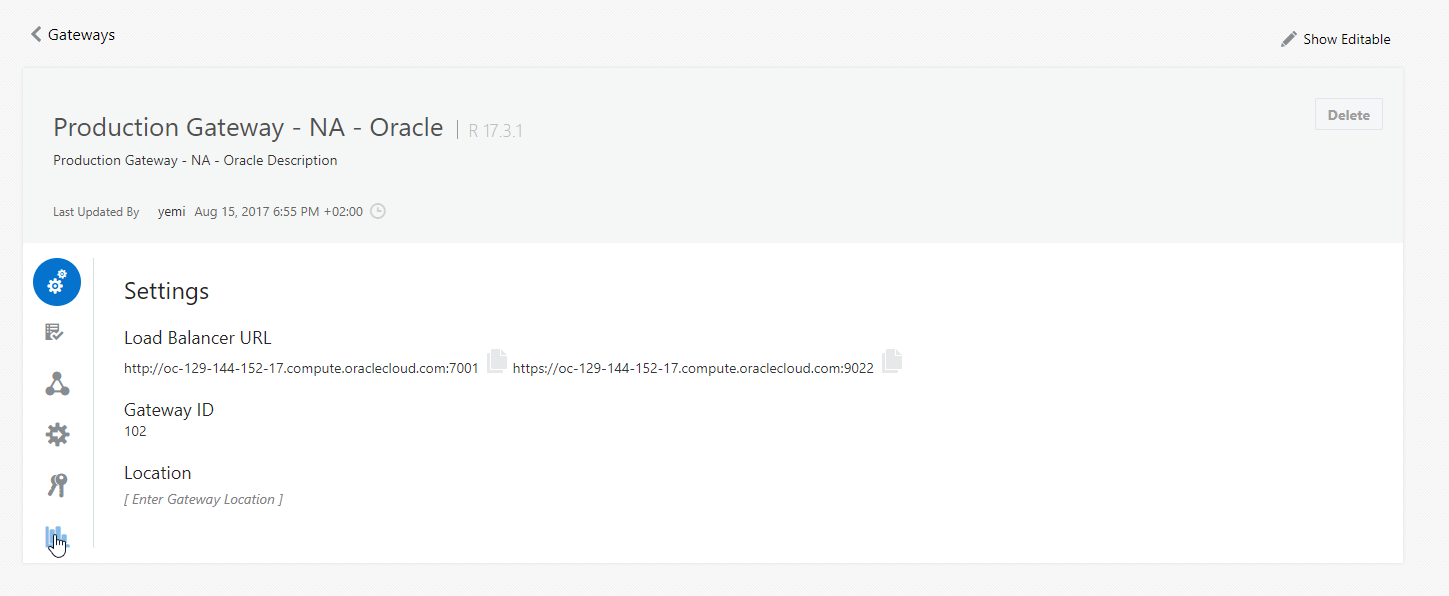 Gateways
Show Editable
Production Gateway - NA - Oracle | R 17.3.1
Delete
Production Gateway - NA - Oracle Description
Last Updated By yemi Aug 15, 2017 6:55 PM +02:00
Settings
Load Balancer URL
http://oc-129-144-152-17.compute.oraclecloud.com:7001 https://oc-129-144-152-17.compute.oraclecloud.com:9022
Gateway ID
102
Location
[ Enter Gateway Location ]